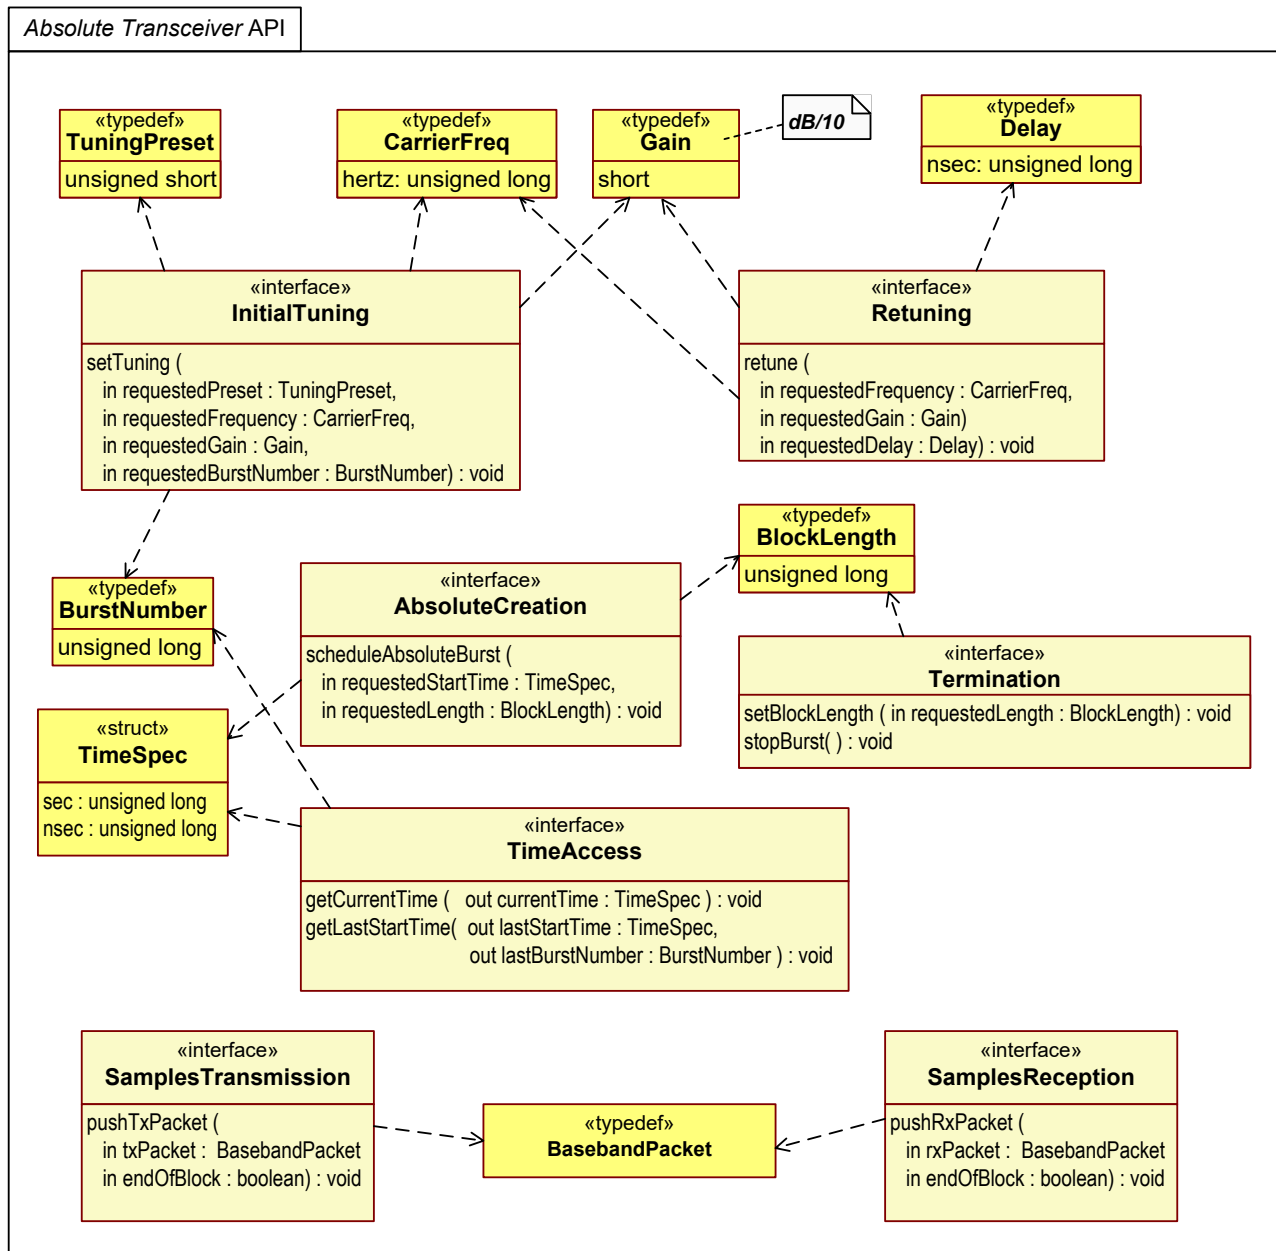 Absolute Transceiver API
«typedef»
TuningPreset
unsigned short
«typedef»
CarrierFreq
hertz: unsigned long
«typedef»
Gain
short
dB/10
«typedef»
Delay
nsec: unsigned long
«interface»
InitialTuning
setTuning (
in requestedPreset : TuningPreset,
in requestedFrequency : CarrierFreq,
in requestedGain : Gain,
in requestedBurstNumber : BurstNumber) : void
«interface»
Retuning
retune (
in requestedFrequency : CarrierFreq,
in requestedGain : Gain)
in requestedDelay : Delay) : void
«typedef»
BlockLength
unsigned long
«typedef»
BurstNumber
unsigned long
«interface»
AbsoluteCreation
scheduleAbsoluteBurst (
in requestedStartTime : TimeSpec,
in requestedLength : BlockLength) : void
«interface»
Termination
setBlockLength ( in requestedLength : BlockLength) : void
stopBurst( ) : void
«struct»
TimeSpec
sec : unsigned long
nsec : unsigned long
«interface»
TimeAccess
getCurrentTime ( out currentTime : TimeSpec ) : void
getLastStartTime( out lastStartTime : TimeSpec,
out lastBurstNumber : BurstNumber ) : void
«interface»
SamplesTransmission
pushTxPacket (
in txPacket : BasebandPacket
in endOfBlock : boolean) : void
«typedef»
BasebandPacket
«interface»
SamplesReception
pushRxPacket (
in rxPacket : BasebandPacket
in endOfBlock : boolean) : void